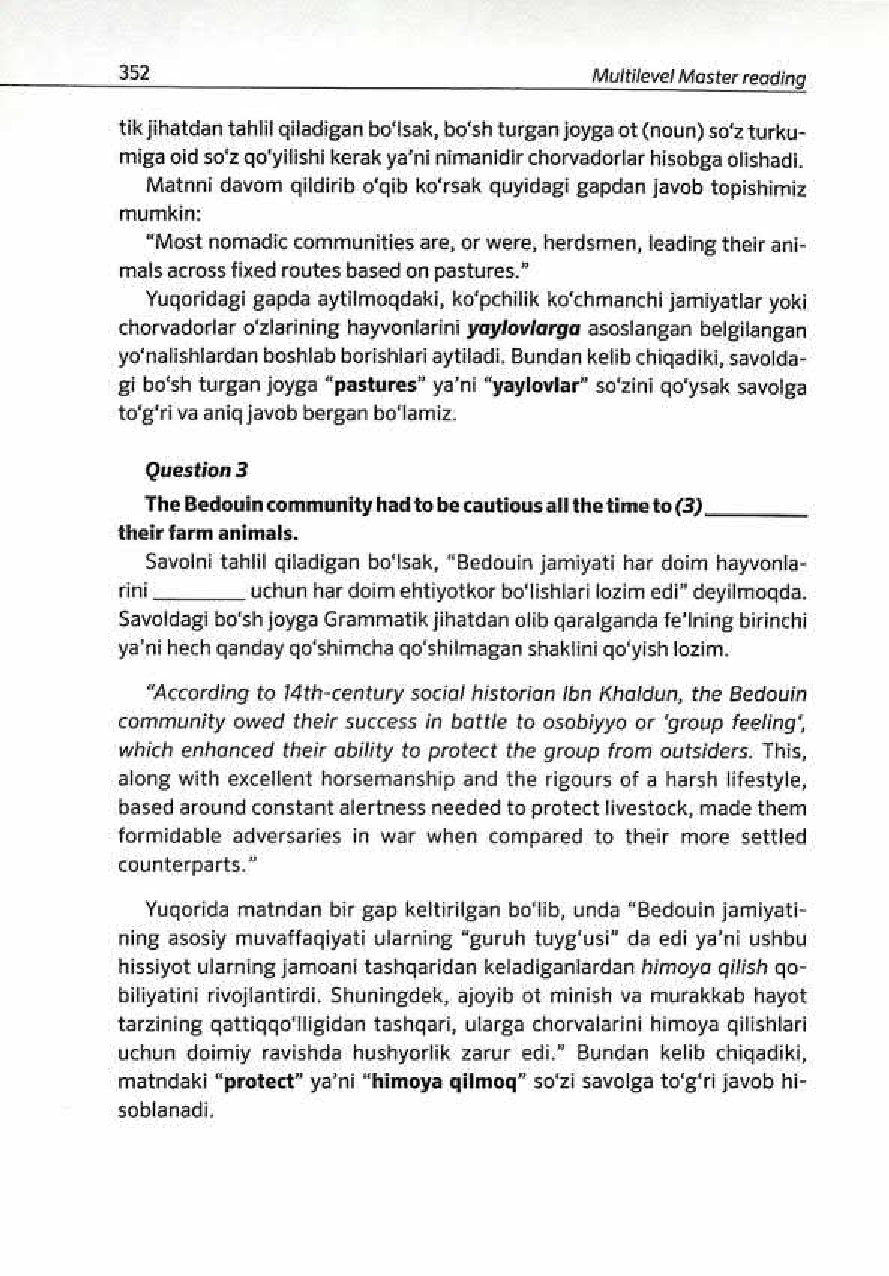 352
Multilevel Master reading
tik jihatdan tahlil qiladigan bo'lsak, bo'sh turgan joyga ot (noun) so'z turku-
miga oid so'z qo'yilishi kerak ya'ni nimanidir chorvadorlar hisobga olishadi.
Matnni davom qildirib o'qib ko'rsak quyidagi gapdan javob topishimiz
mumkin:
"Most nomadic communities are, or were, herdsmen, leading their ani-
mals across fixed routes based on pastures."
Yuqoridagi gapda aytilmoqdaki, ko'pchilik ko'chmanchi jamiyatlar yoki
chorvadorlar o'zlarining hayvonlarini yaylovlarga asoslangan belgilangan
yo'nalishlardan boshlab borishlari aytiladi. Bundan kelib chiqadiki, savolda-
gi bo'sh turgan joyga "pastures" ya'ni "yaylovlar" so'zini qo'ysak savolga
to'g'ri va aniq javob bergan bo'lamiz.
Question 3
The Bedouin community had to be cautious all the time to (3)__________
their farm animals.
Savolni tahlil qiladigan bo'lsak, "Bedouin jamiyati har doim hayvonla-
rini _________ uchun har doim ehtiyotkor bo'lishlari lozim edi" deyilmoqda.
Savoldagi bo'sh joyga Grammatik jihatdan olib qaralganda fe'lning birinchi
ya'ni hech qanday qo'shimcha qo'shilmagan shaklini qo'yish lozim.
"According to 14th-century social historian Ibn Khaldun, the Bedouin
community owed their success in battle to osobiyyo or 'group feeling',
which enhanced their ability to protect the group from outsiders. This,
along with excellent horsemanship and the rigours of a harsh lifestyle,
based around constant alertness needed to protect livestock, made them
formidable adversaries in war when compared to their more settled
counterparts."
Yuqorida matndan bir gap keltirilgan bo'lib, unda "Bedouin jamiyati-
ning asosiy muvaffaqiyati ularning "guruh tuyg'usi" da edi ya'ni ushbu
hissiyot ularning jamoani tashqaridan keladiganlardan himoya qilish qo-
biliyatini rivojlantirdi. Shuningdek, ajoyib ot minish va murakkab hayot
tarzining qattiqqo'lligidan tashqari, ularga chorvalarini himoya qilishlari
uchun doimiy ravishda hushyorlik zarur edi." Bundan kelib chiqadiki,
matndaki "protect" ya'ni "himoya qilmoq" so'zi savolga to'g'ri javob hi-
soblanadi.